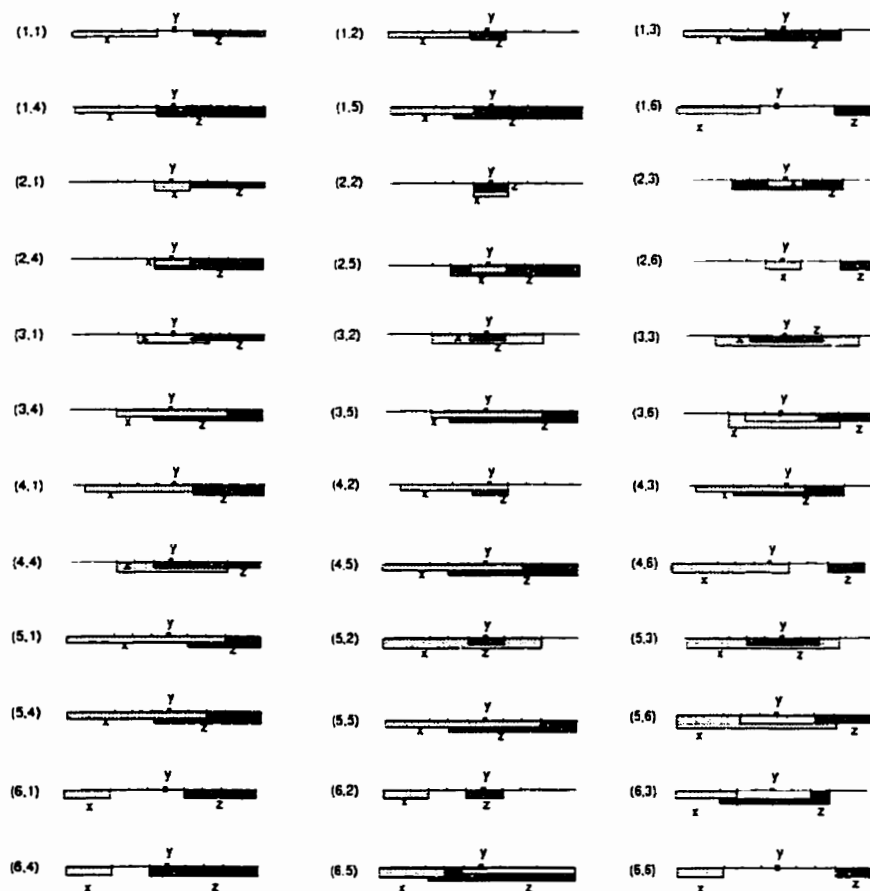 y y y
(1,1) x z (1,2) x z (1,3) x z
y y y
(1,4) x z (1,5) x z (1,6) x z
y y y
(2,1) x z (2,2) x z (2,3) x z
y y y
(2,4) x z (2,5) x z (2,6) x z
y y y
(3,1) x z (3,2) x z (3,3) x z
y y y
(3,4) x z (3,5) x z (3,6) x z
y y y
(4,1) x z (4,2) x z (4,3) x z
y y y
(4,4) x z (4,5) x z (4,6) x z
y y y
(5,1) x z (5,2) x z (5,3) x z
y y y
(5,4) x z (5,5) x z (5,6) x z
y y y
(6,1) x z (6,2) x z (6,3) x z
y y y
(6,4) x z (6,5) x z (6,6) x z